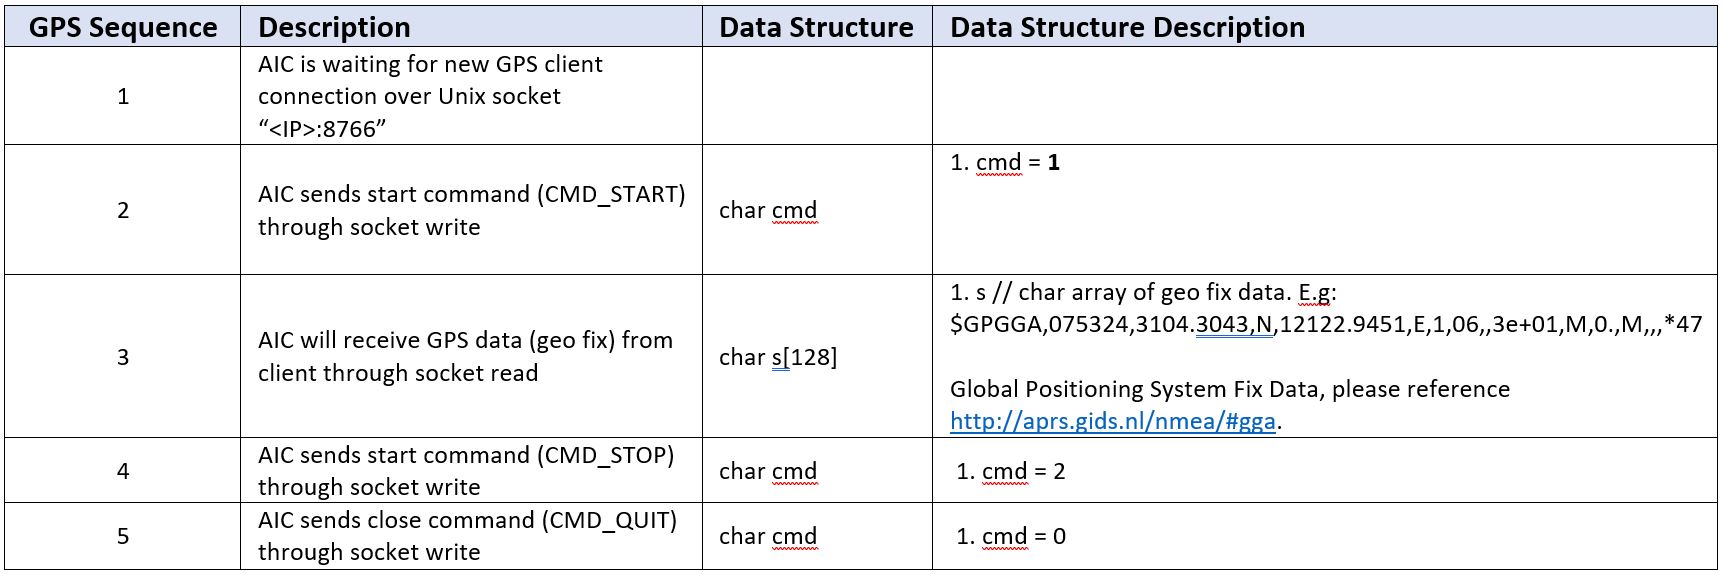 GPS Sequence Description Data Structure Data Structure Description
1
AIC is waiting for new GPS client
connection over Unix socket
“<IP>:8766”
2
AIC sends start command (CMD_START)
through socket write
char cmd
1. cmd = 1
3
AIC will receive GPS data (geo fix) from
client through socket read
char s[128]
1. s // char array of geo fix data. E.g:
$GPGGA,075324,3104.3043,N,12122.9451,E,1,06,,3e+01,M,0.,M,,,*47
Global Positioning System Fix Data, please reference
http://aprs.gids.nl/nmea/#gga.
4
AIC sends start command (CMD_STOP)
through socket write
char cmd
1. cmd = 2
5
AIC sends close command (CMD_QUIT)
through socket write
char cmd
1. cmd = 0